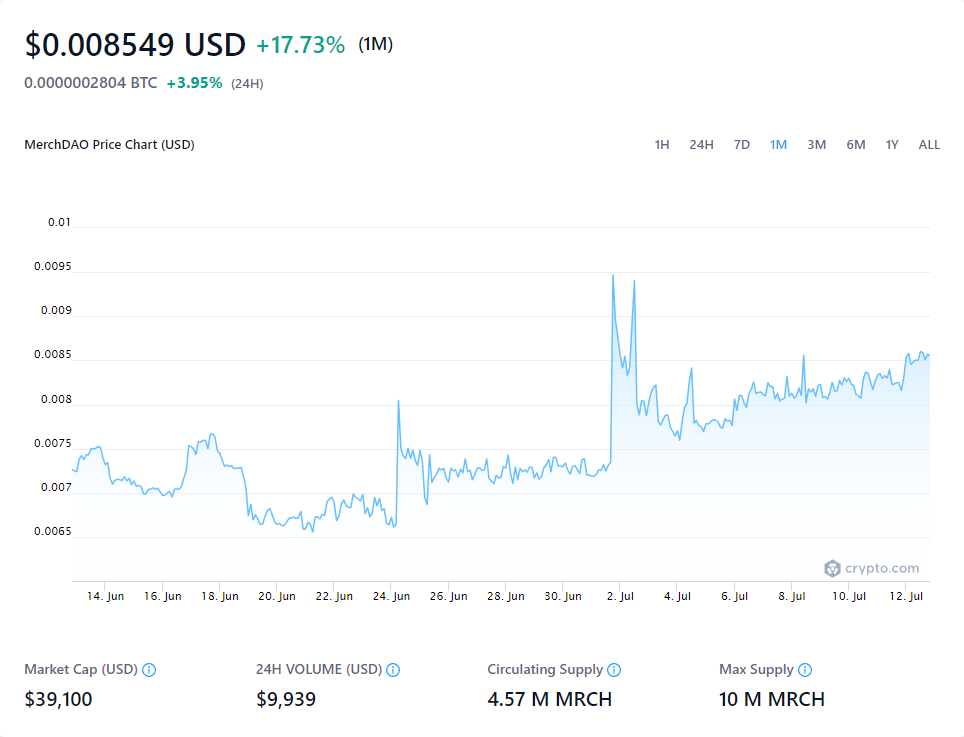 $0.008549 USD +17.73% (1M)
0.0000002804 BTC +3.95% (24H)
MerchDAO Price Chart (USD) 1H 24H 7D 1M 3M 6M 1Y ALL
0.01
0.0095
0.009
0.0085
0.008
0.0075
0.007
0.0065
crypto.com
14. Jun 16. Jun 18. Jun 20. Jun 22. Jun 24. Jun 26. Jun 28. Jun 30. Jun 2. Jul 4. Jul 6. Jul 8. Jul 10. Jul 12. Jul
Market Cap (USD) 24H VOLUME (USD) Circulating Supply Max Supply
$39,100 $9,939 4.57 M MRCH 10 M MRCH